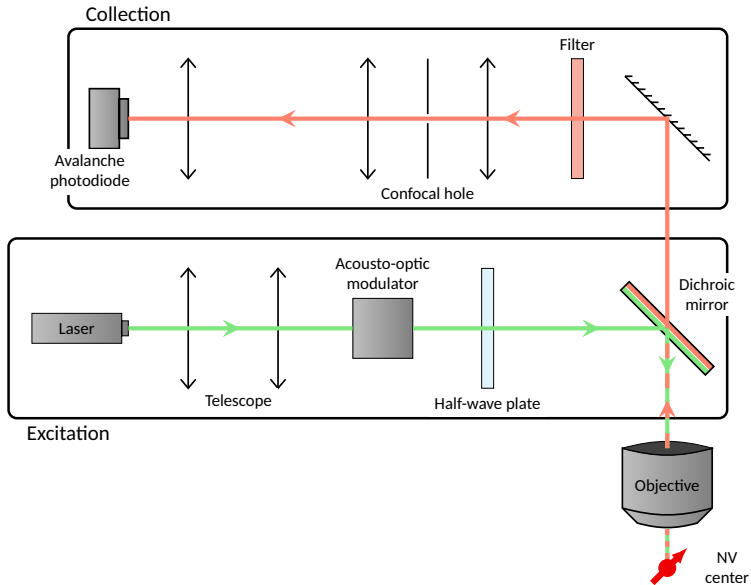 Collection
Filter
Avalanche
photodiode
Confocal hole
Acousto-optic
modulator
Dichroic
mirror
Laser
Telescope
Half-wave plate
Excitation
Objective
NV
center